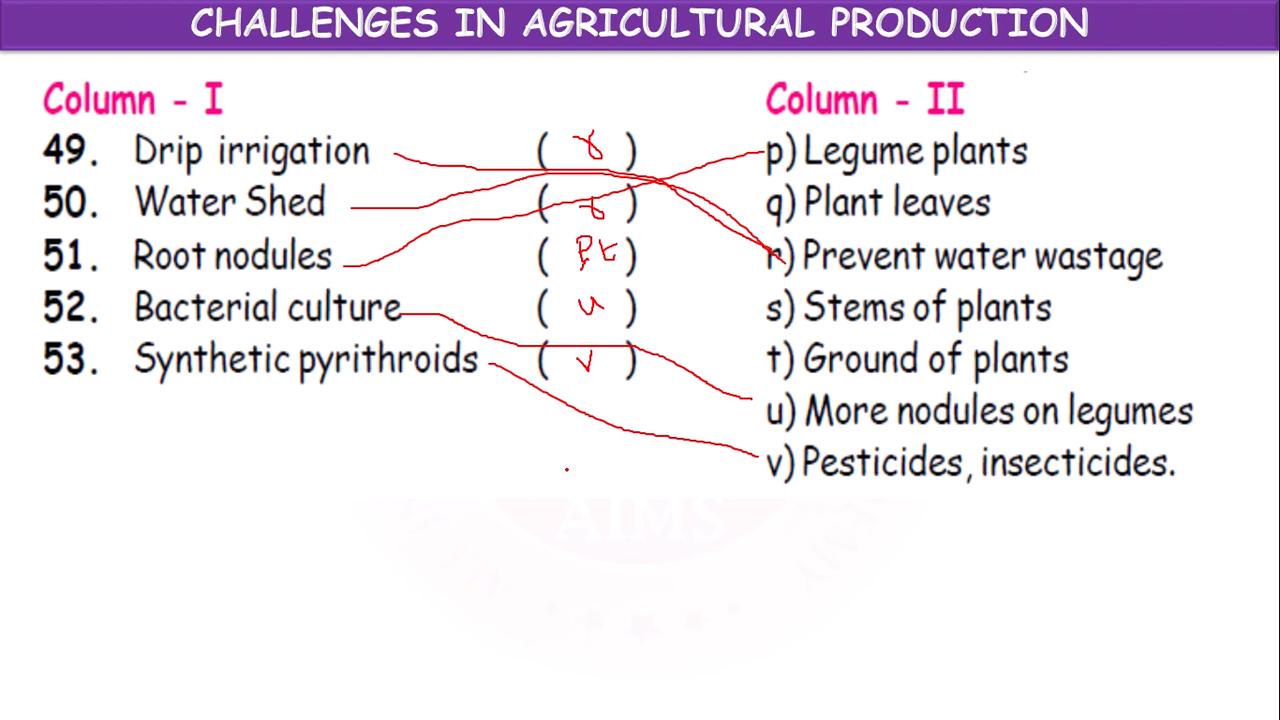 CHALLENGES IN AGRICULTURAL PRODUCTION
Column - I Column - II
49. Drip irrigation ( r ) p) Legume plants
50. Water Shed ( r ) q) Plant leaves
51. Root nodules ( P, t ) r) Prevent water wastage
52. Bacterial culture ( u ) s) Stems of plants
53. Synthetic pyrithroids ( v ) t) Ground of plants
u) More nodules on legumes
v) Pesticides, insecticides.
AIMS